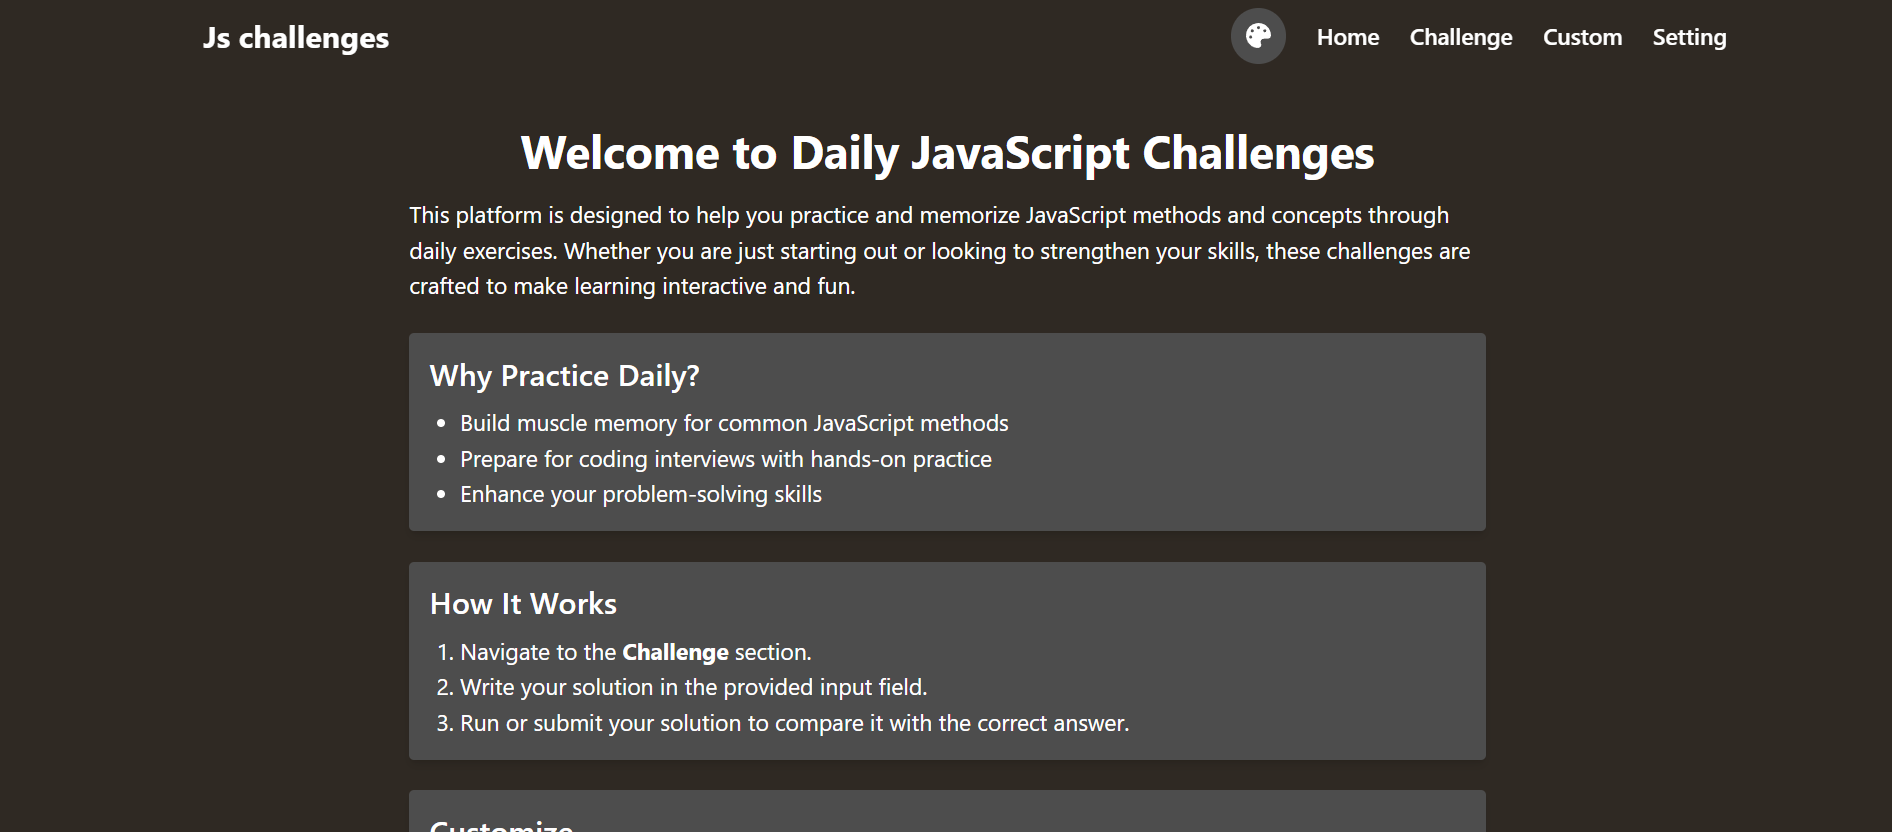 Js challenges
Home Challenge Custom Setting
Welcome to Daily JavaScript Challenges
This platform is designed to help you practice and memorize JavaScript methods and concepts through
daily exercises. Whether you are just starting out or looking to strengthen your skills, these challenges are
crafted to make learning interactive and fun.
Why Practice Daily?
• Build muscle memory for common JavaScript methods
• Prepare for coding interviews with hands-on practice
• Enhance your problem-solving skills
How It Works
1. Navigate to the Challenge section.
2. Write your solution in the provided input field.
3. Run or submit your solution to compare it with the correct answer.
Customize